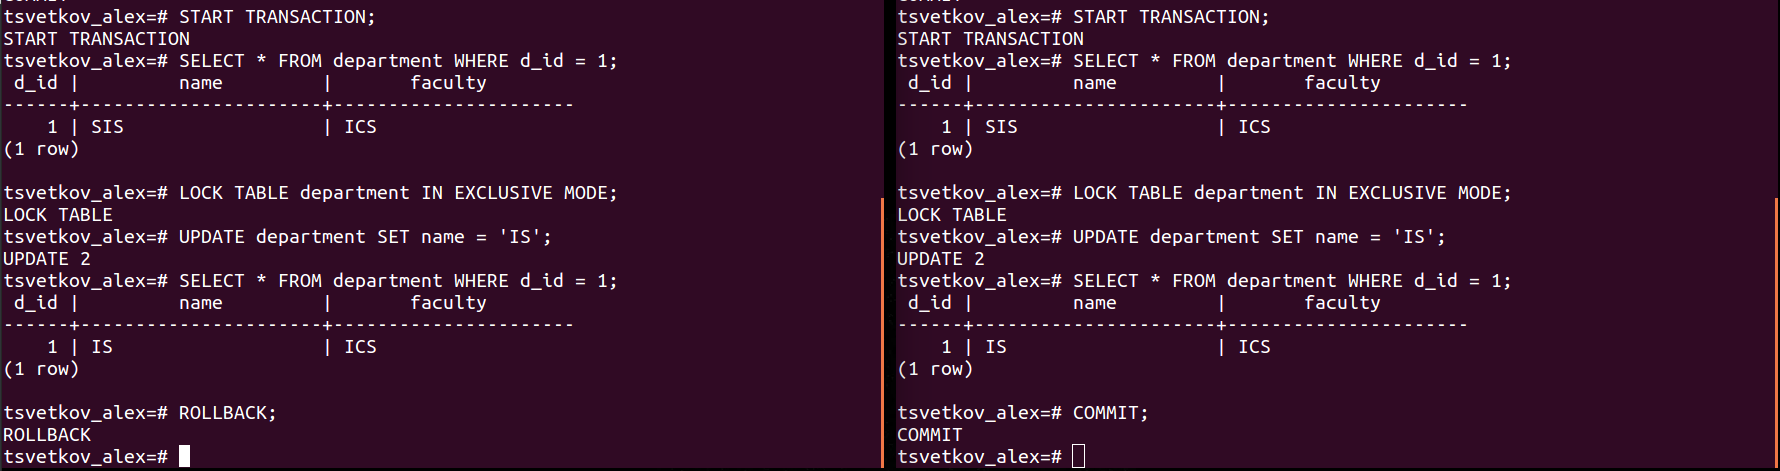 tsvetkov_alex=# START TRANSACTION;
START TRANSACTION
tsvetkov_alex=# SELECT * FROM department WHERE d_id = 1;
 d_id |         name         |       faculty
------+----------------------+----------------------
    1 | SIS                  | ICS
(1 row)
tsvetkov_alex=# LOCK TABLE department IN EXCLUSIVE MODE;
LOCK TABLE
tsvetkov_alex=# UPDATE department SET name = 'IS';
UPDATE 2
tsvetkov_alex=# SELECT * FROM department WHERE d_id = 1;
 d_id |         name         |       faculty
------+----------------------+----------------------
    1 | IS                   | ICS
(1 row)
tsvetkov_alex=# ROLLBACK;
ROLLBACK
tsvetkov_alex=#
tsvetkov_alex=# START TRANSACTION;
START TRANSACTION
tsvetkov_alex=# SELECT * FROM department WHERE d_id = 1;
 d_id |         name         |       faculty
------+----------------------+----------------------
    1 | SIS                  | ICS
(1 row)
tsvetkov_alex=# LOCK TABLE department IN EXCLUSIVE MODE;
LOCK TABLE
tsvetkov_alex=# UPDATE department SET name = 'IS';
UPDATE 2
tsvetkov_alex=# SELECT * FROM department WHERE d_id = 1;
 d_id |         name         |       faculty
------+----------------------+----------------------
    1 | IS                   | ICS
(1 row)
tsvetkov_alex=# COMMIT;
COMMIT
tsvetkov_alex=#